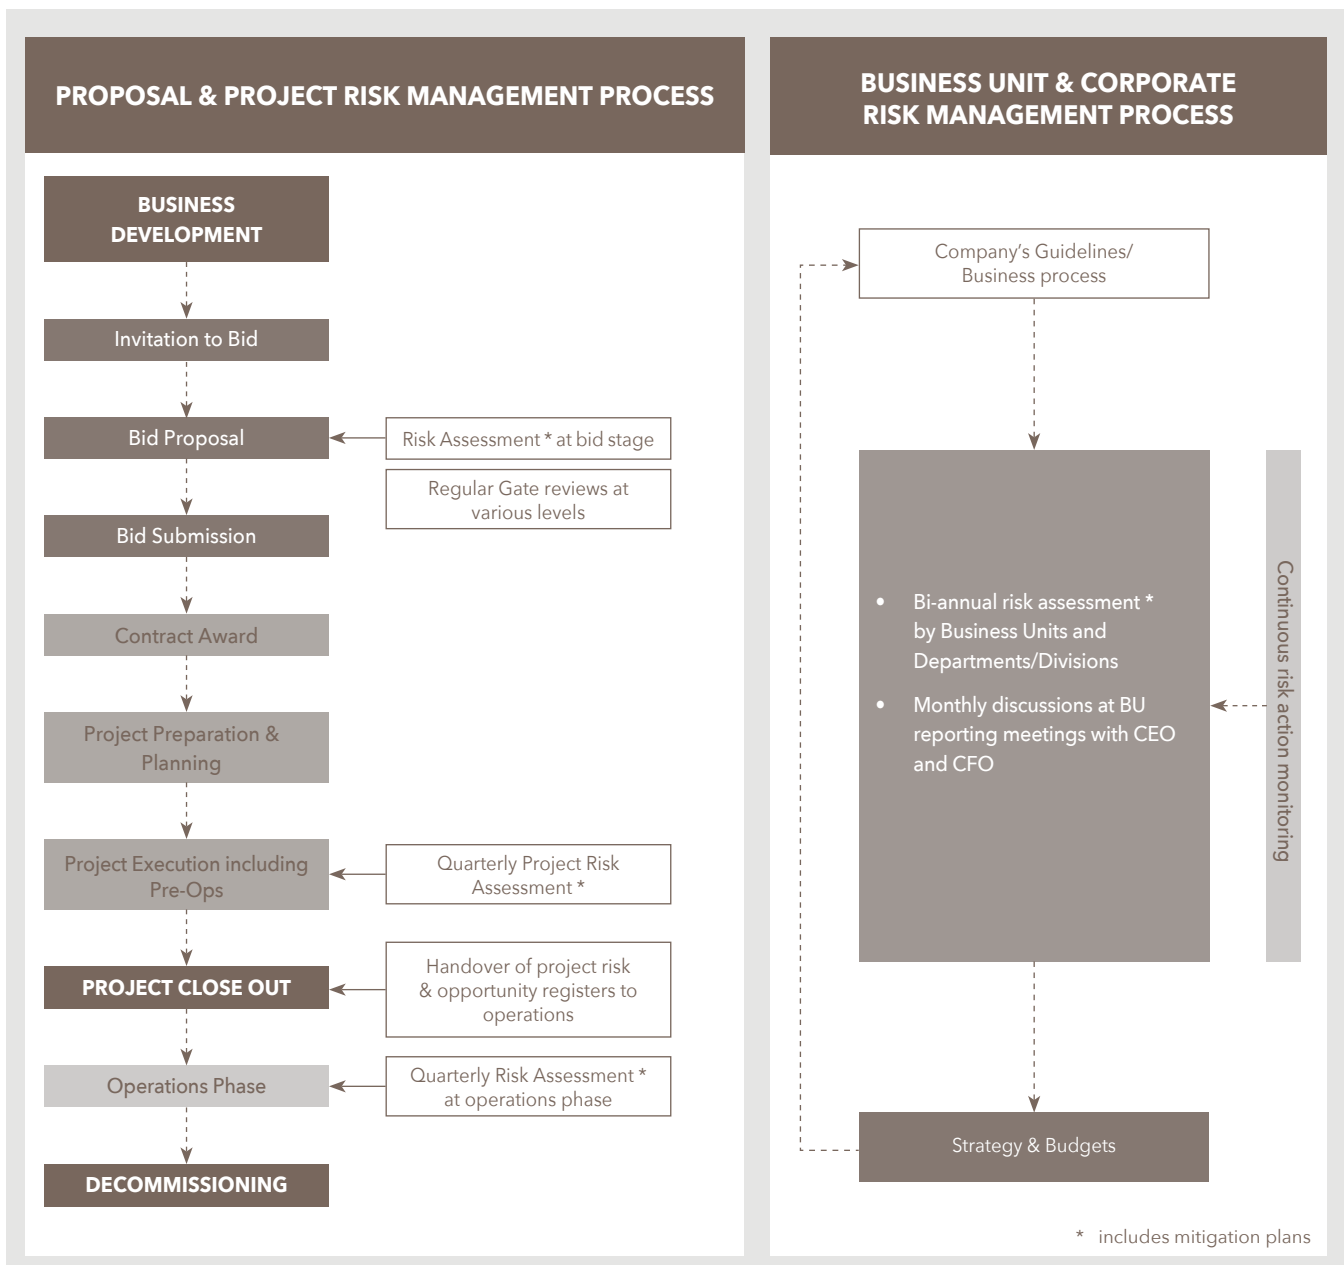 PROPOSAL & PROJECT RISK MANAGEMENT PROCESS
BUSINESS
DEVELOPMENT
Invitation to Bid
Bid Proposal
Risk Assessment * at bid stage
Regular Gate reviews at
various levels
Bid Submission
Contract Award
Project Preparation &
Planning
Project Execution including
Pre-Ops
Quarterly Project Risk
Assessment *
PROJECT CLOSE OUT
Handover of project risk
& opportunity registers to
operations
Operations Phase
Quarterly Risk Assessment *
at operations phase
DECOMMISSIONING
BUSINESS UNIT & CORPORATE
RISK MANAGEMENT PROCESS
Company's Guidelines/
Business process
• Bi-annual risk assessment *
by Business Units and
Departments/Divisions
• Monthly discussions at BU
reporting meetings with CEO
and CFO
Continuous risk action monitoring
Strategy & Budgets
* includes mitigation plans